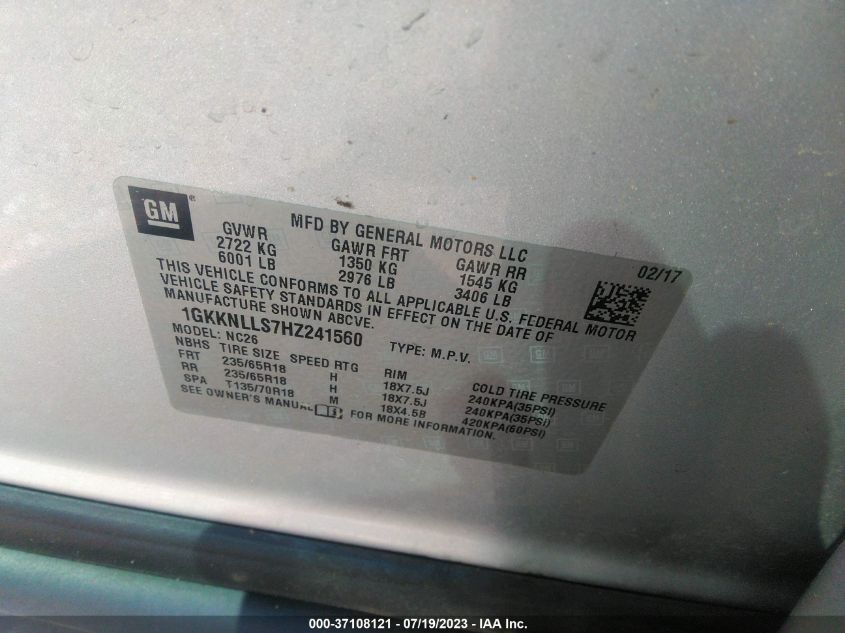 GM ®
MFD BY GENERAL MOTORS LLC
02/17
GVWR GAWR FRT GAWR RR
2722 KG 1350 KG 1545 KG
6001 LB 2976 LB 3406 LB
THIS VEHICLE CONFORMS TO ALL APPLICABLE U.S. FEDERAL MOTOR
VEHICLE SAFETY STANDARDS IN EFFECT ON THE DATE OF
MANUFACTURE SHOWN ABOVE.
1GKKNLLS7HZ241560 TYPE: M.P.V.
MODEL: NC26
NBHS TIRE SIZE SPEED RTG RIM COLD TIRE PRESSURE
FRT 235/65R18 H 18X7.5J 240KPA(35PSI)
RR 235/65R18 H 18X7.5J 240KPA(35PSI)
SPA T135/70R18 M 18X4.5B 420KPA(60PSI)
SEE OWNER'S MANUAL FOR MORE INFORMATION.
000-37108121 - 07/19/2023 - IAA Inc.